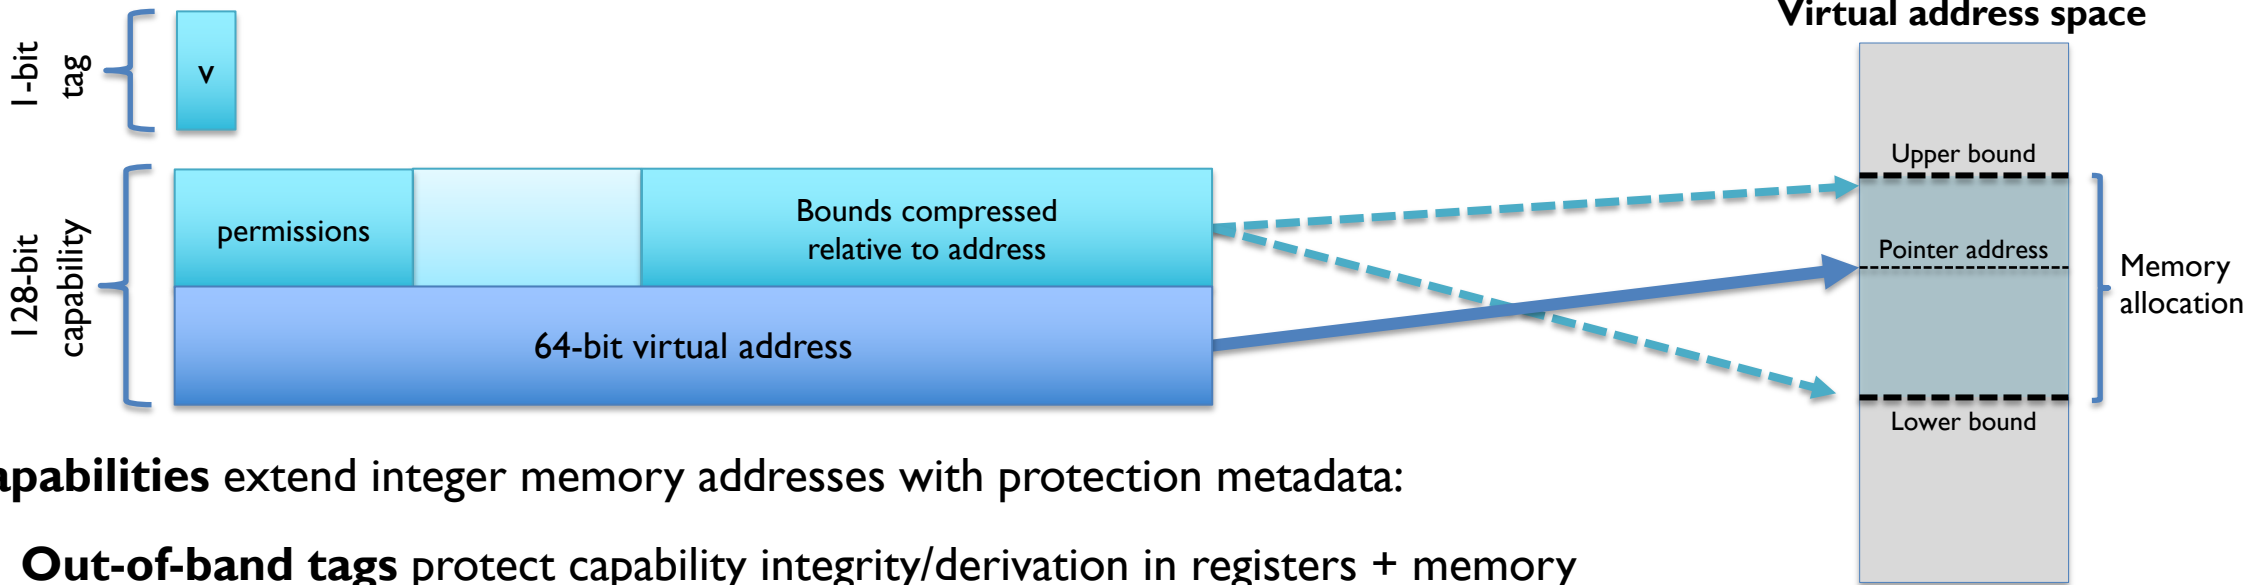 Virtual address space
1-bit
tag
v
128-bit
capability
permissions
Bounds compressed
relative to address
64-bit virtual address
Upper bound
Pointer address
Lower bound
Memory
allocation
apabilities extend integer memory addresses with protection metadata:
Out-of-band tags protect capability integrity/derivation in registers + memory